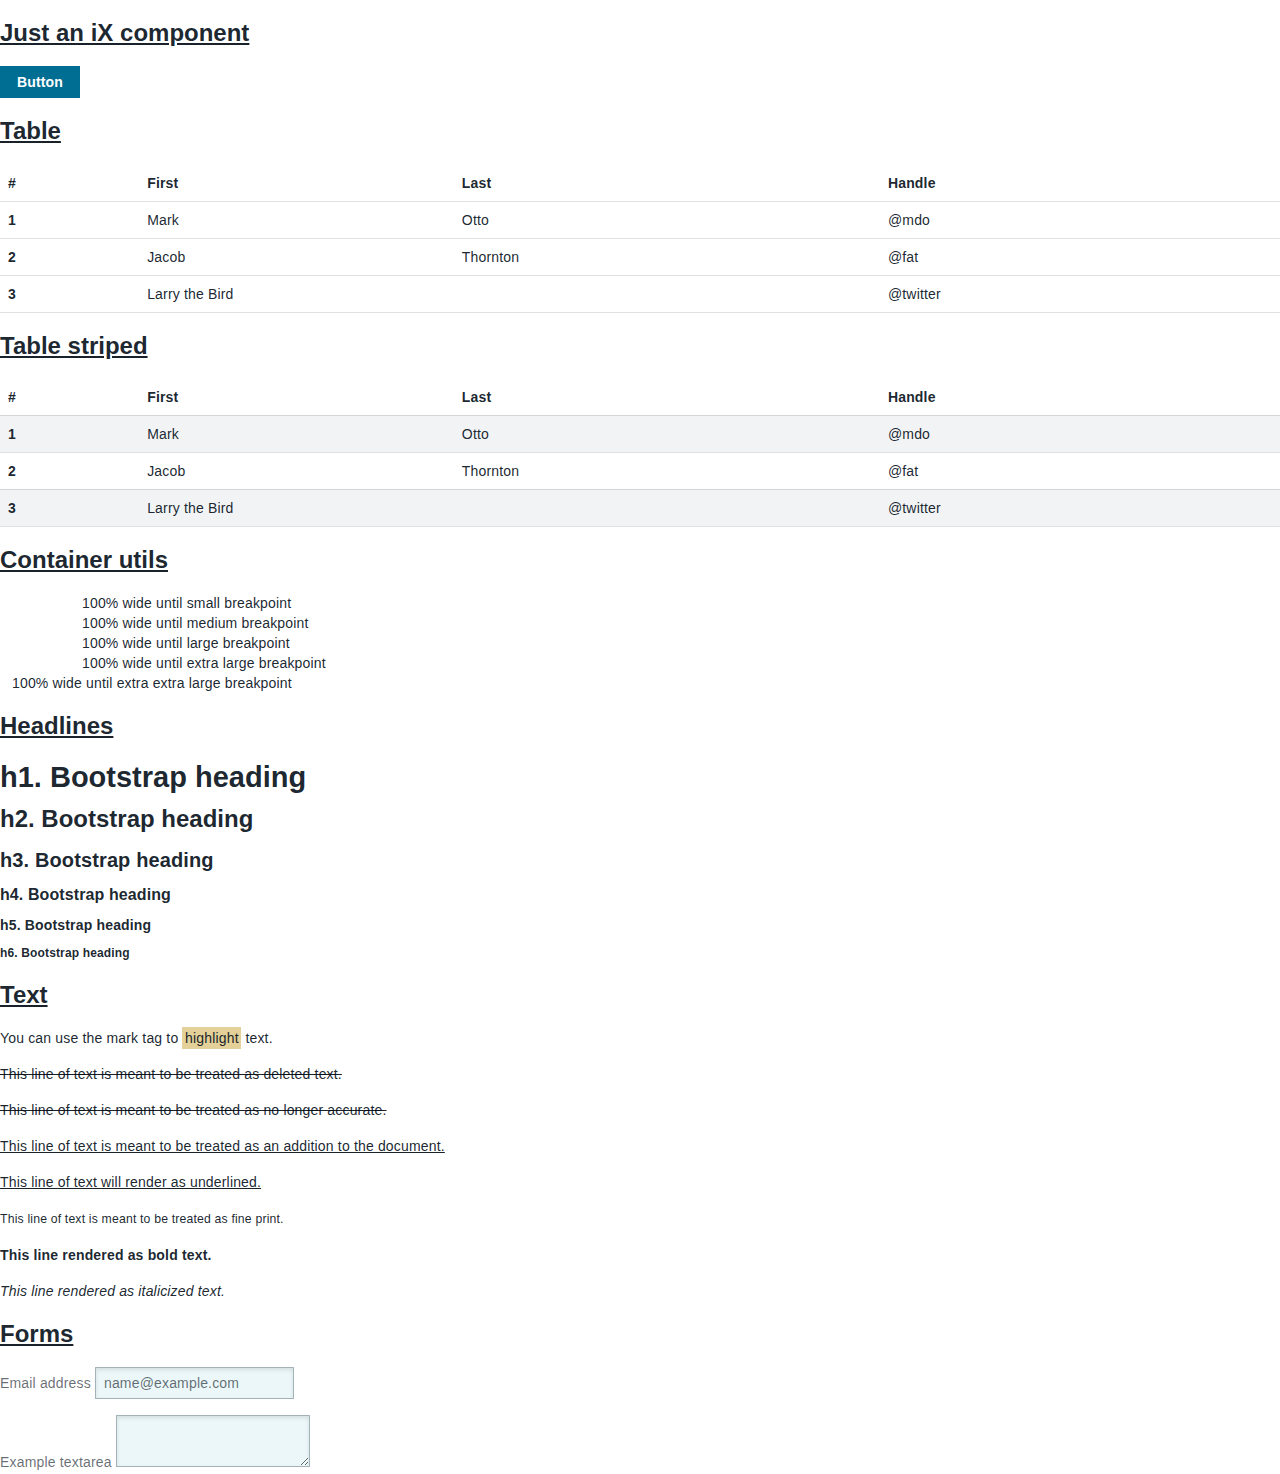 Just an iX component
Button
Table
# First Last Handle
1 Mark Otto @mdo
2 Jacob Thornton @fat
3 Larry the Bird @twitter
Table striped
# First Last Handle
1 Mark Otto @mdo
2 Jacob Thornton @fat
3 Larry the Bird @twitter
Container utils
100% wide until small breakpoint
100% wide until medium breakpoint
100% wide until large breakpoint
100% wide until extra large breakpoint
100% wide until extra extra large breakpoint
Headlines
h1. Bootstrap heading
h2. Bootstrap heading
h3. Bootstrap heading
h4. Bootstrap heading
h5. Bootstrap heading
h6. Bootstrap heading
Text
You can use the mark tag to highlight text.
This line of text is meant to be treated as deleted text.
This line of text is meant to be treated as no longer accurate.
This line of text is meant to be treated as an addition to the document.
This line of text will render as underlined.
This line of text is meant to be treated as fine print.
This line rendered as bold text.
This line rendered as italicized text.
Forms
Email address name@example.com
Example textarea